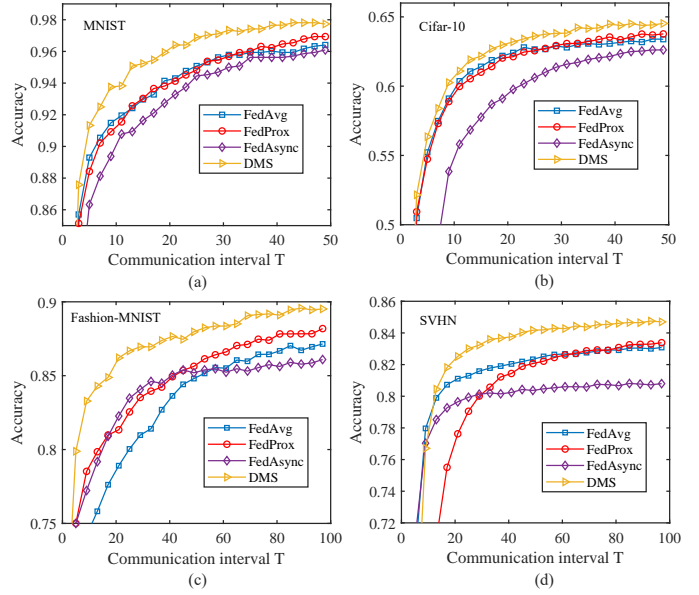 (a)
MNIST
Accuracy
0.98
0.96
0.94
0.92
0.9
0.88
0.86
FedAvg
FedProx
FedAsync
DMS
0 10 20 30 40 50
Communication interval T
(a)
Cifar-10
Accuracy
0.65
0.6
0.55
0.5
FedAvg
FedProx
FedAsync
DMS
0 10 20 30 40 50
Communication interval T
(b)
Fashion-MNIST
Accuracy
0.9
0.85
0.8
0.75
FedAvg
FedProx
FedAsync
DMS
0 20 40 60 80 100
Communication interval T
(c)
SVHN
Accuracy
0.86
0.84
0.82
0.8
0.78
0.76
0.74
0.72
FedAvg
FedProx
FedAsync
DMS
0 20 40 60 80 100
Communication interval T
(d)